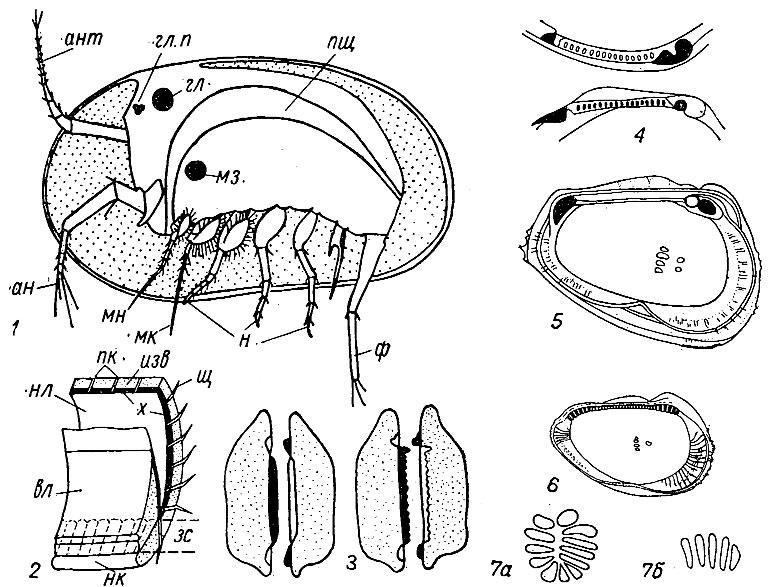 ант
гл.п
гл.
пщ
мз.
ан
мн
мк
н
ф
1
4
5
пк
изв
щ
нл
х
вл
зс
нк
2
3
6
7а
7б